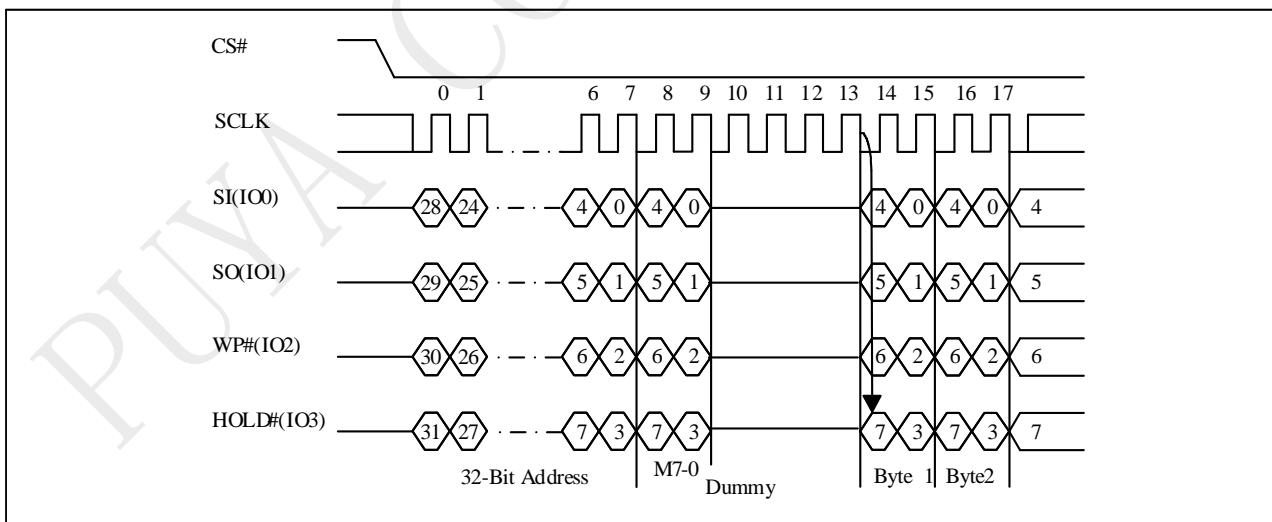 CS#
0 1 6 7 8 9 10 11 12 13 14 15 16 17
SCLK
SI(IO0) 28 24 4 0 4 0 4 0 4 0 4
SO(IO1) 29 25 5 1 5 1 5 1 5 1 5
WP#(IO2) 30 26 6 2 6 2 6 2 6 2 6
HOLD#(IO3) 31 27 7 3 7 3 7 3 7 3 7
32-Bit Address M7-0 Byte 1 Byte2
Dummy
PUYA CO